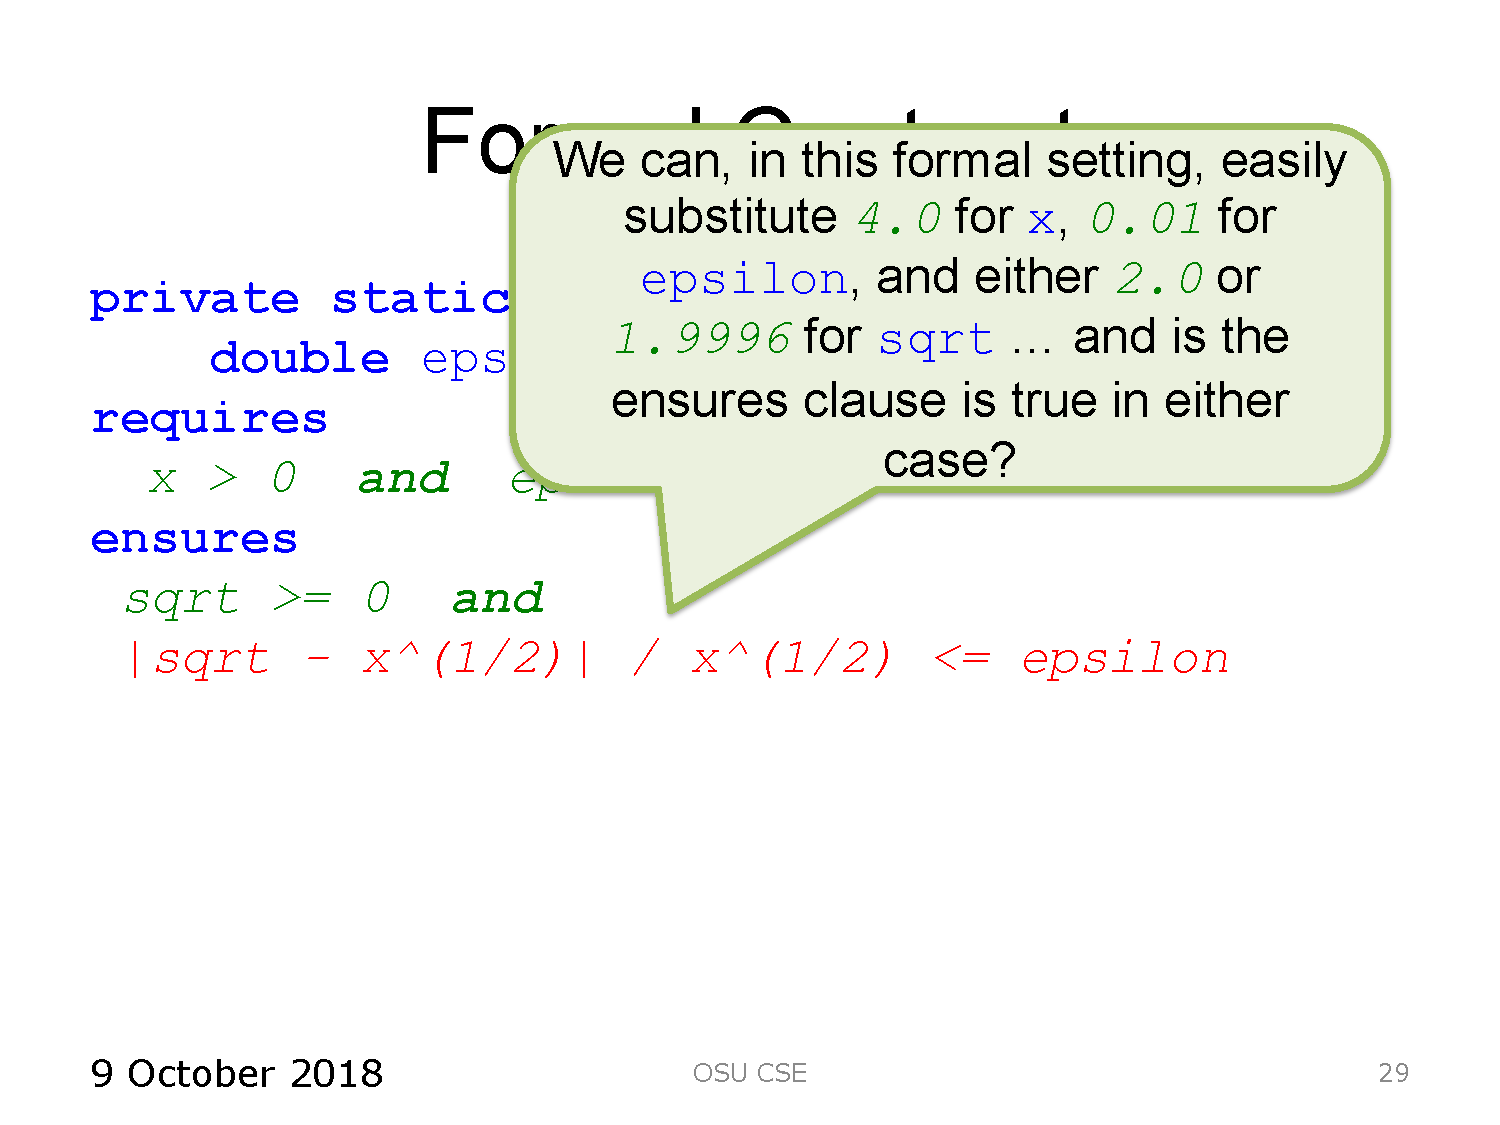 We can, in this formal setting, easily
substitute 4.0 for x, 0.01 for
epsilon, and either 2.0 or
1.9996 for sqrt ... and is the
ensures clause is true in either
case?
private static
double eps
requires
x > 0 and ep
ensures
sqrt >= 0 and
|sqrt - x^(1/2)| / x^(1/2) <= epsilon
9 October 2018
OSU CSE
29